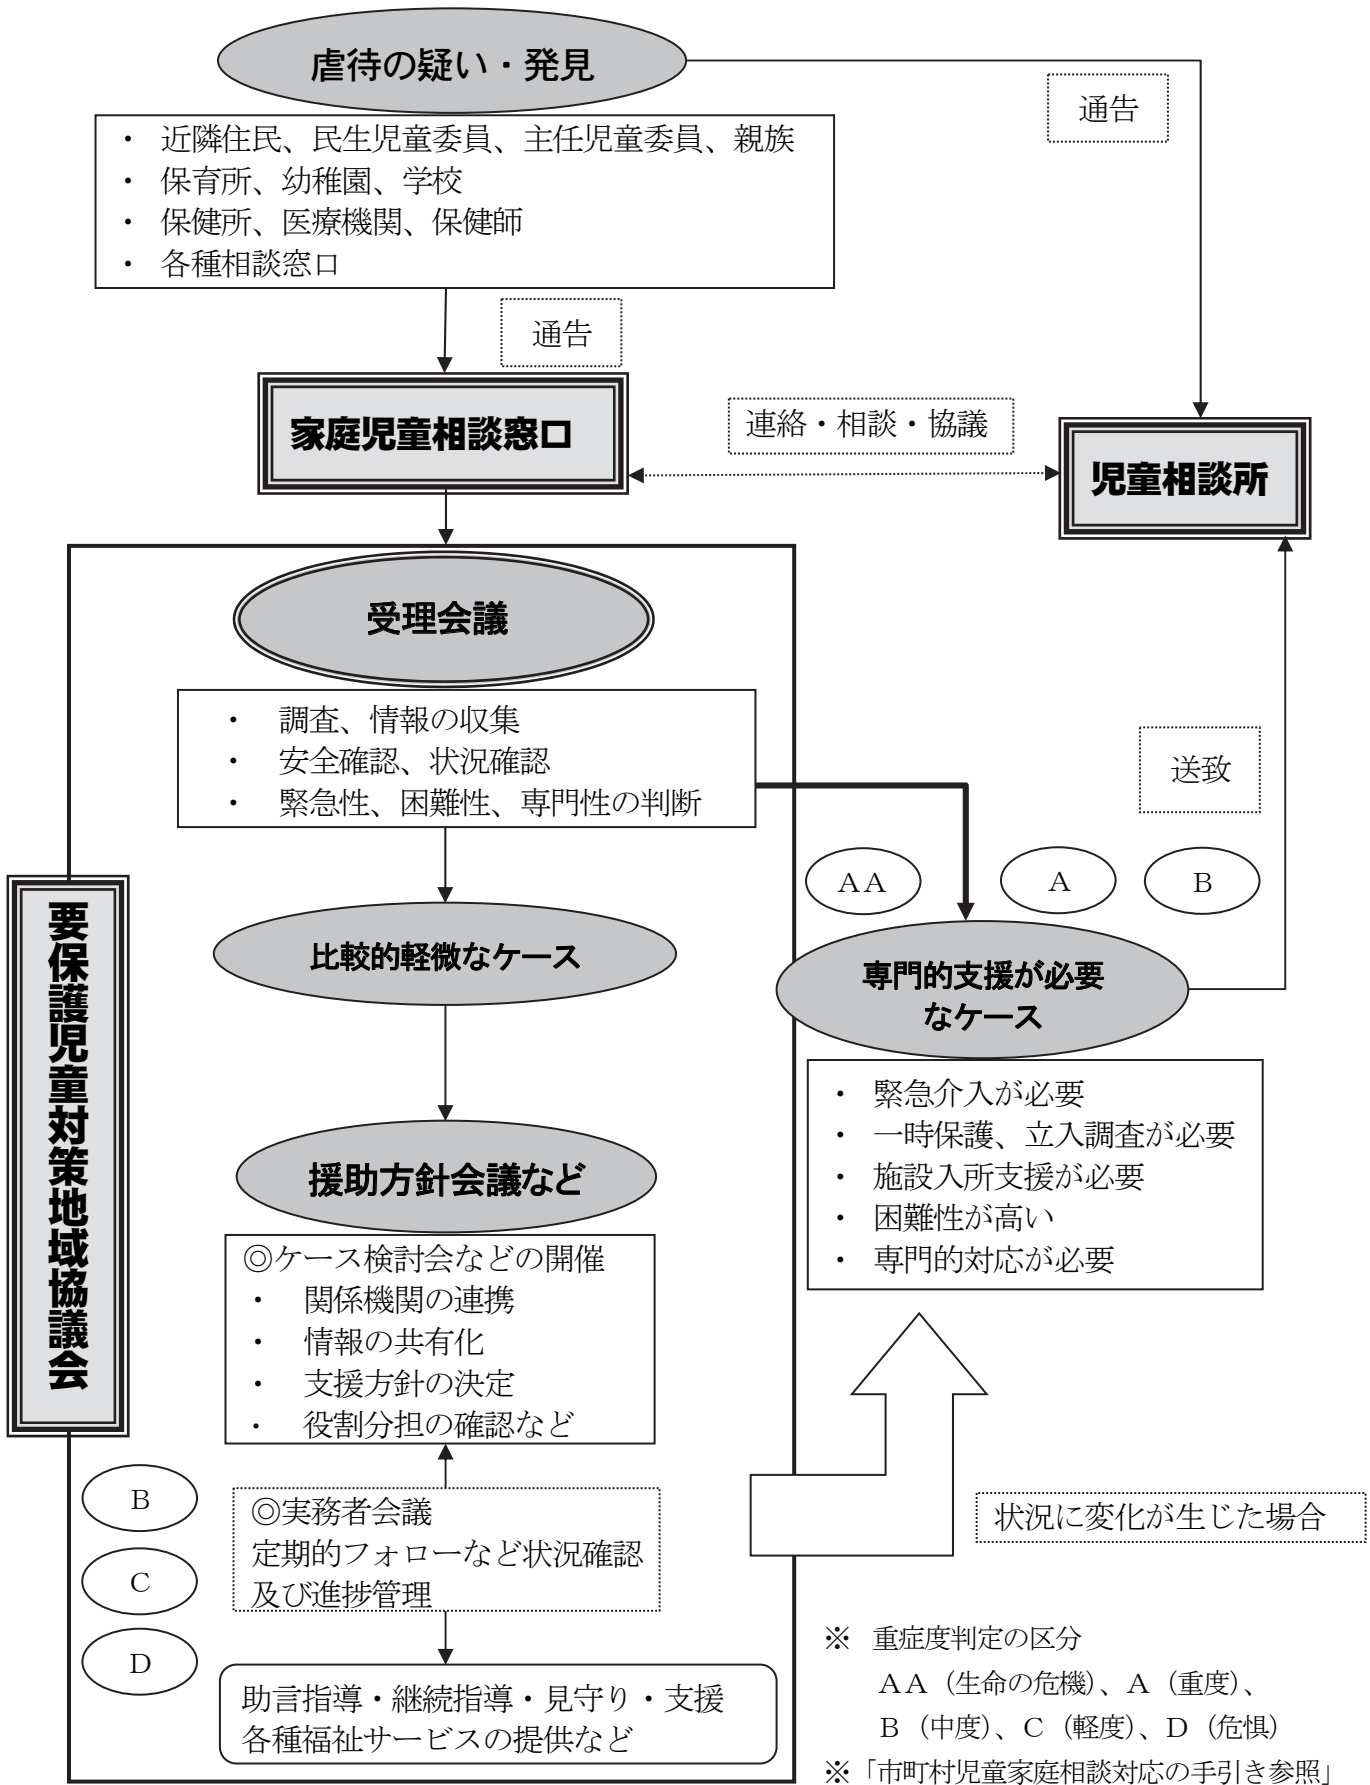 虐待の疑い・発見
通告
・ 近隣住民、民生児童委員、主任児童委員、親族
・ 保育所、幼稚園、学校
・ 保健所、医療機関、保健師
・ 各種相談窓口
通告
家庭児童相談窓口
連絡・相談・協議
児童相談所
受理会議
・ 調査、情報の収集
・ 安全確認、状況確認
・ 緊急性、困難性、専門性の判断
送致
AA
A
B
比較的軽微なケース
専門的支援が必要
なケース
・ 緊急介入が必要
・ 一時保護、立入調査が必要
・ 施設入所支援が必要
・ 困難性が高い
・ 専門的対応が必要
要保護児童対策地域協議会
援助方針会議など
◎ケース検討会などの開催
・ 関係機関の連携
・ 情報の共有化
・ 支援方針の決定
・ 役割分担の確認など
B
C
D
◎実務者会議
定期的フォローなど状況確認
及び進捗管理
状況に変化が生じた場合
助言指導・継続指導・見守り・支援
各種福祉サービスの提供など
※ 重症度判定の区分
AA(生命の危機)、A(重度)、
B(中度)、C(軽度)、D(危惧)
※「市町村児童家庭相談対応の手引き参照」